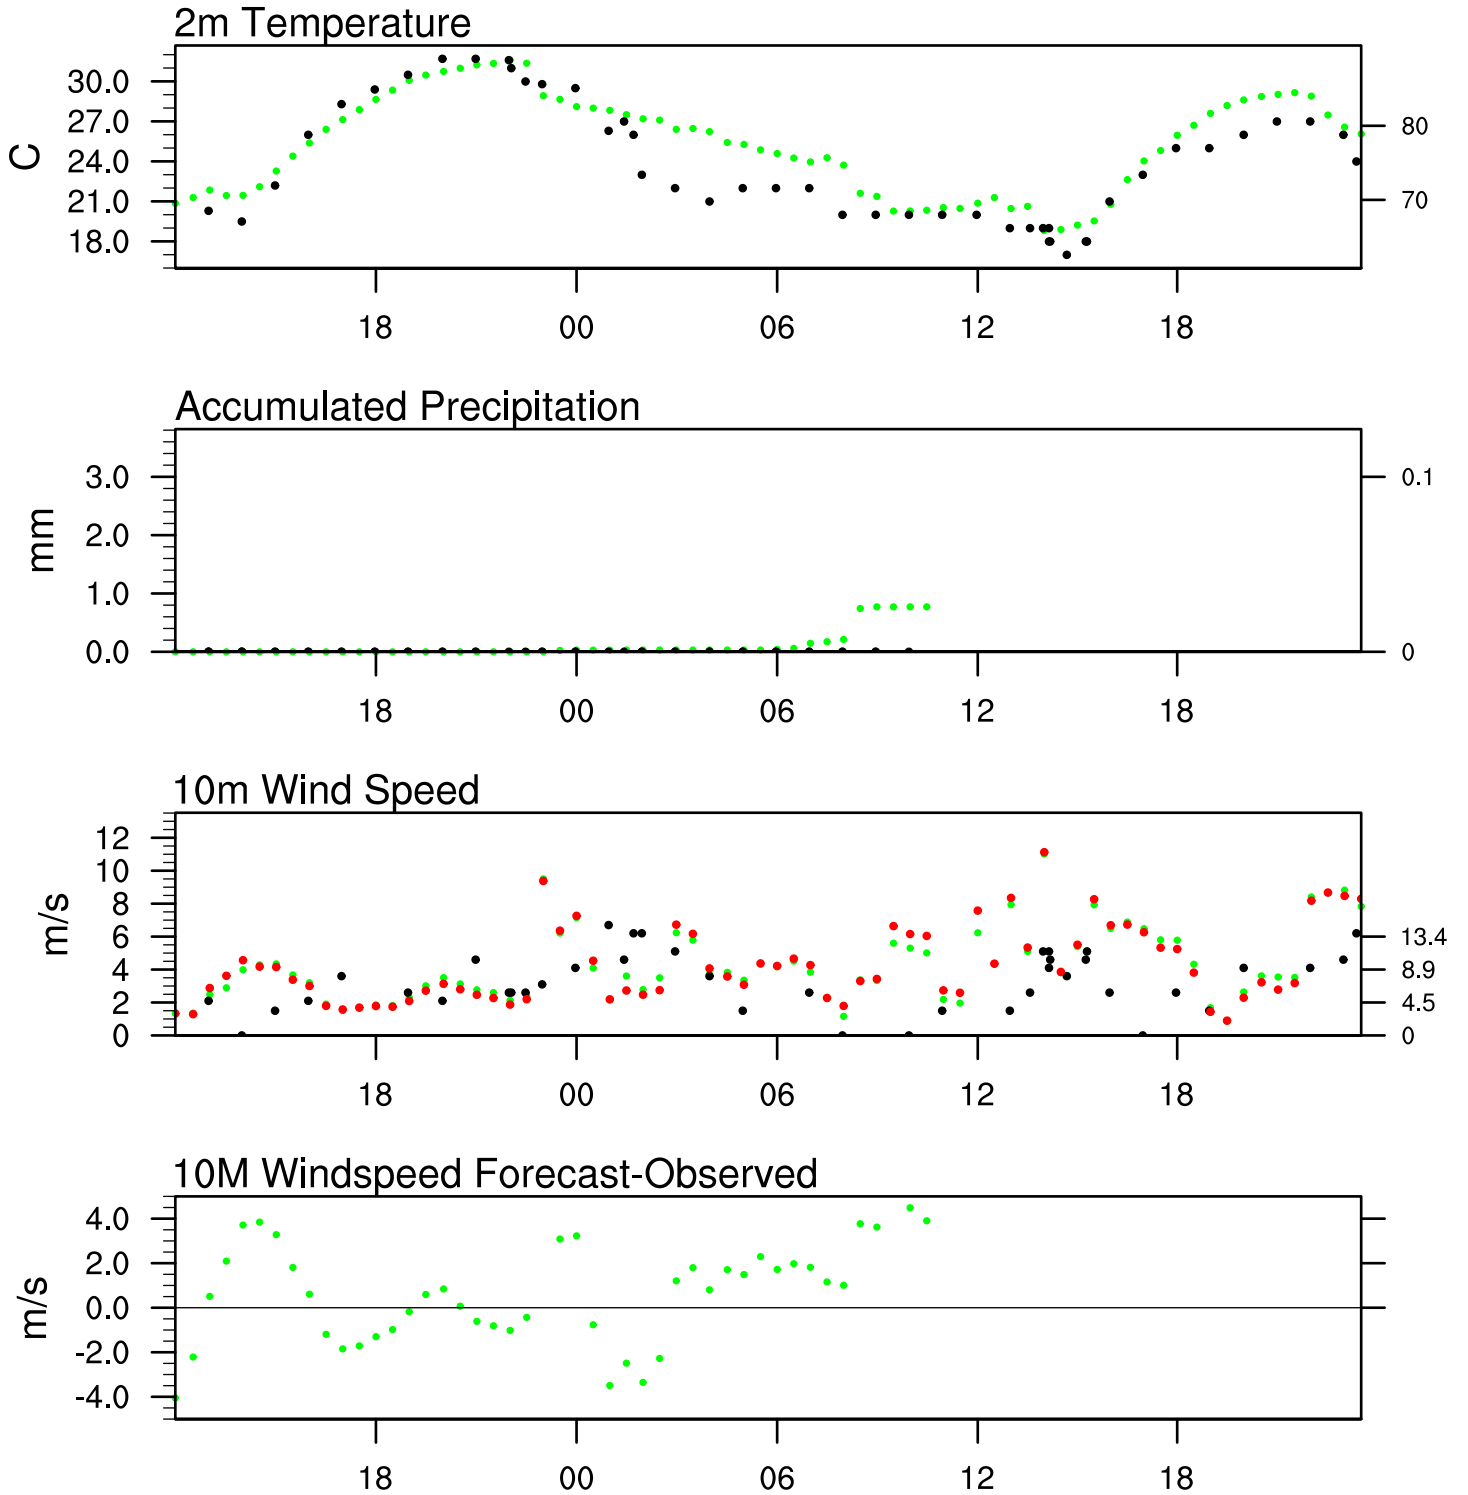 2m Temperature
30.0
27.0
24.0
21.0
18.0
C
80
70
18 00 06 12 18
Accumulated Precipitation
3.0
2.0
1.0
0.0
mm
0.1
0
18 00 06 12 18
10m Wind Speed
12
10
8
6
4
2
0
m/s
13.4
8.9
4.5
0
18 00 06 12 18
10M Windspeed Forecast-Observed
4.0
2.0
0.0
-2.0
-4.0
m/s
18 00 06 12 18